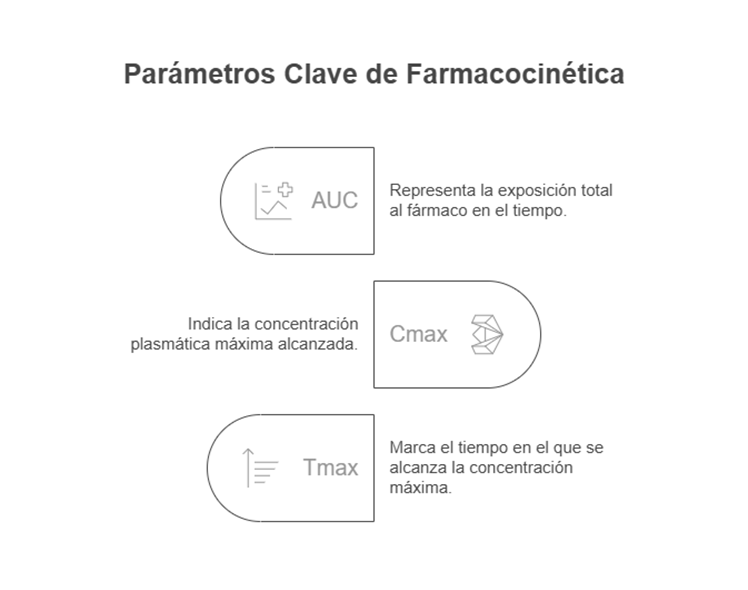 Parámetros Clave de Farmacocinética
AUC
Representa la exposición total
al fármaco en el tiempo.
Indica la concentración
plasmática máxima alcanzada.
Cmax
Tmax
Marca el tiempo en el que se
alcanza la concentración
máxima.